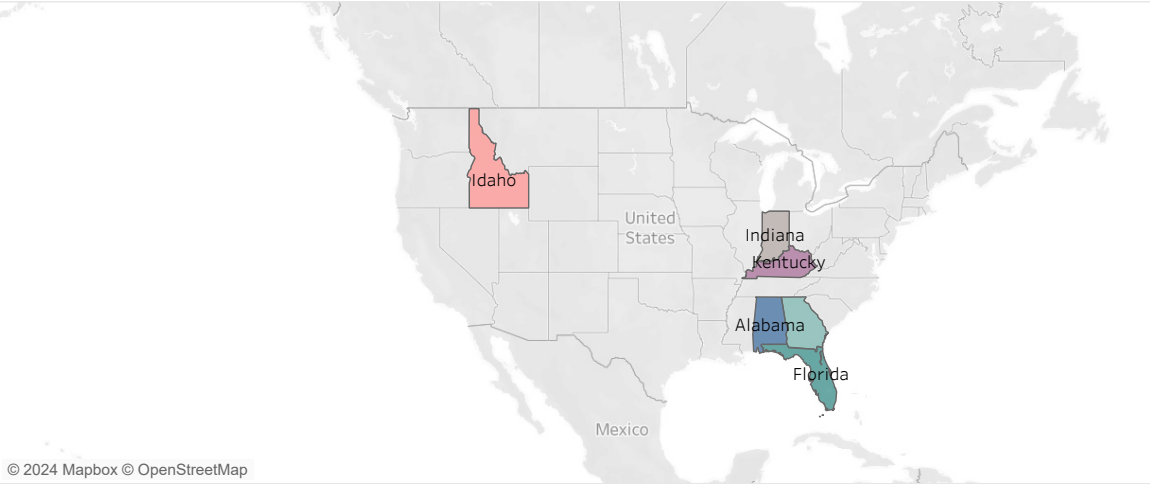 Idaho
United
States
Indiana
Kentucky
Alabama
Florida
Mexico
© 2024 Mapbox © OpenStreetMap